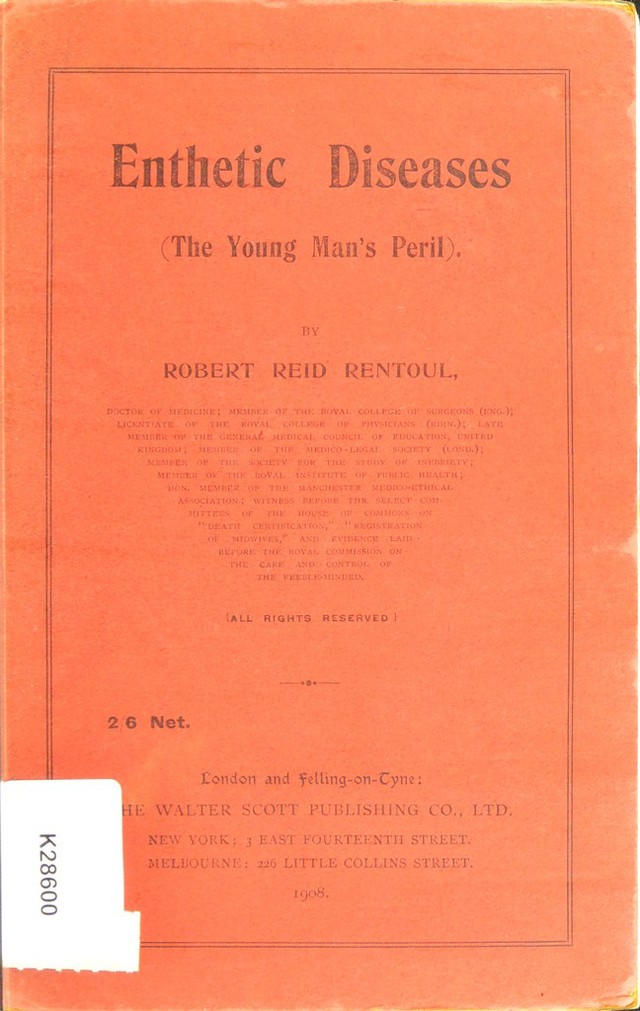 Enthetic Diseases
(The Young Man's Peril).
BY
ROBERT REID RENTOUL,
DOCTOR OF MEDICINE; MEMBER OF THE ROYAL COLLEGE OF SURGEONS (ENG.);
LICENTIATE OF THE ROYAL COLLEGE OF PHYSICIANS (EDIN.); LATE
MEMBER OF THE GENERAL MEDICAL COUNCIL OF EDUCATION, UNITED
KINGDOM; MEMBER OF THE MEDICO-LEGAL SOCIETY (LOND.);
MEMBER OF THE SOCIETY FOR THE STUDY OF INEBRIETY;
MEMBER OF THE ROYAL INSTITUTE OF PUBLIC HEALTH;
HON. MEMBER OF THE MANCHESTER MEDICO-ETHICAL
ASSOCIATION; WITNESS BEFORE THE SELECT COM-
MITTEES OF THE HOUSE OF COMMONS ON
"DEATH CERTIFICATION," "REGISTRATION
OF MIDWIVES," AND EVIDENCE LAID
BEFORE THE ROYAL COMMISSION ON
THE CARE AND CONTROL OF
THE FEEBLE-MINDED.
(ALL RIGHTS RESERVED)
2/6 Net.
London and Felling-on-Tyne:
HE WALTER SCOTT PUBLISHING CO., LTD.
NEW YORK: 3 EAST FOURTEENTH STREET.
MELBOURNE: 226 LITTLE COLLINS STREET.
1908.
K28600